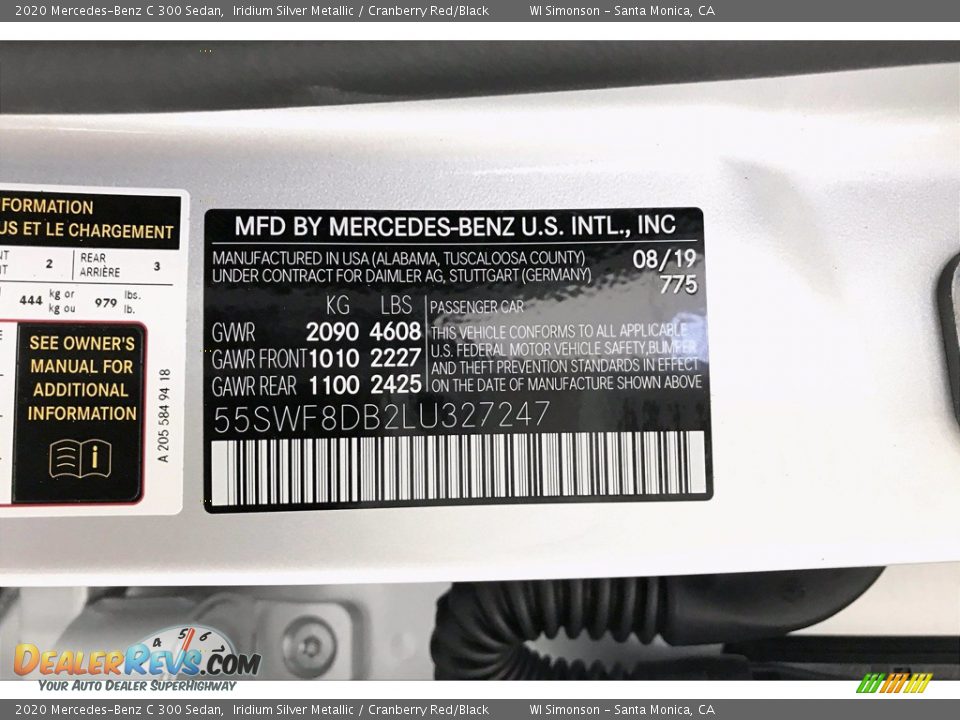 2020 Mercedes-Benz C 300 Sedan,  Iridium Silver Metallic / Cranberry Red/Black  WI Simonson - Santa Monica, CA
FORMATION
US ET LE CHARGEMENT
2
REAR
ARRIÈRE
3
444 kg or kg ou 979 lbs. lb.
SEE OWNER'S
MANUAL FOR
ADDITIONAL
INFORMATION
A 205 584 94 18
MFD BY MERCEDES-BENZ U.S. INTL., INC
MANUFACTURED IN USA (ALABAMA, TUSCALOOSA COUNTY)
UNDER CONTRACT FOR DAIMLER AG, STUTTGART (GERMANY)
08/19
775
KG LBS
GVWR 2090 4608
GAWR FRONT 1010 2227
GAWR REAR 1100 2425
PASSENGER CAR
THIS VEHICLE CONFORMS TO ALL APPLICABLE
U.S. FEDERAL MOTOR VEHICLE SAFETY, BUMPER
AND THEFT PREVENTION STANDARDS IN EFFECT
ON THE DATE OF MANUFACTURE SHOWN ABOVE
55SWF8DB2LU327247
4 5 6
DEALERREVS.COM
YOUR AUTO DEALER SUPERHIGHWAY
2020 Mercedes-Benz C 300 Sedan,  Iridium Silver Metallic / Cranberry Red/Black  WI Simonson - Santa Monica, CA